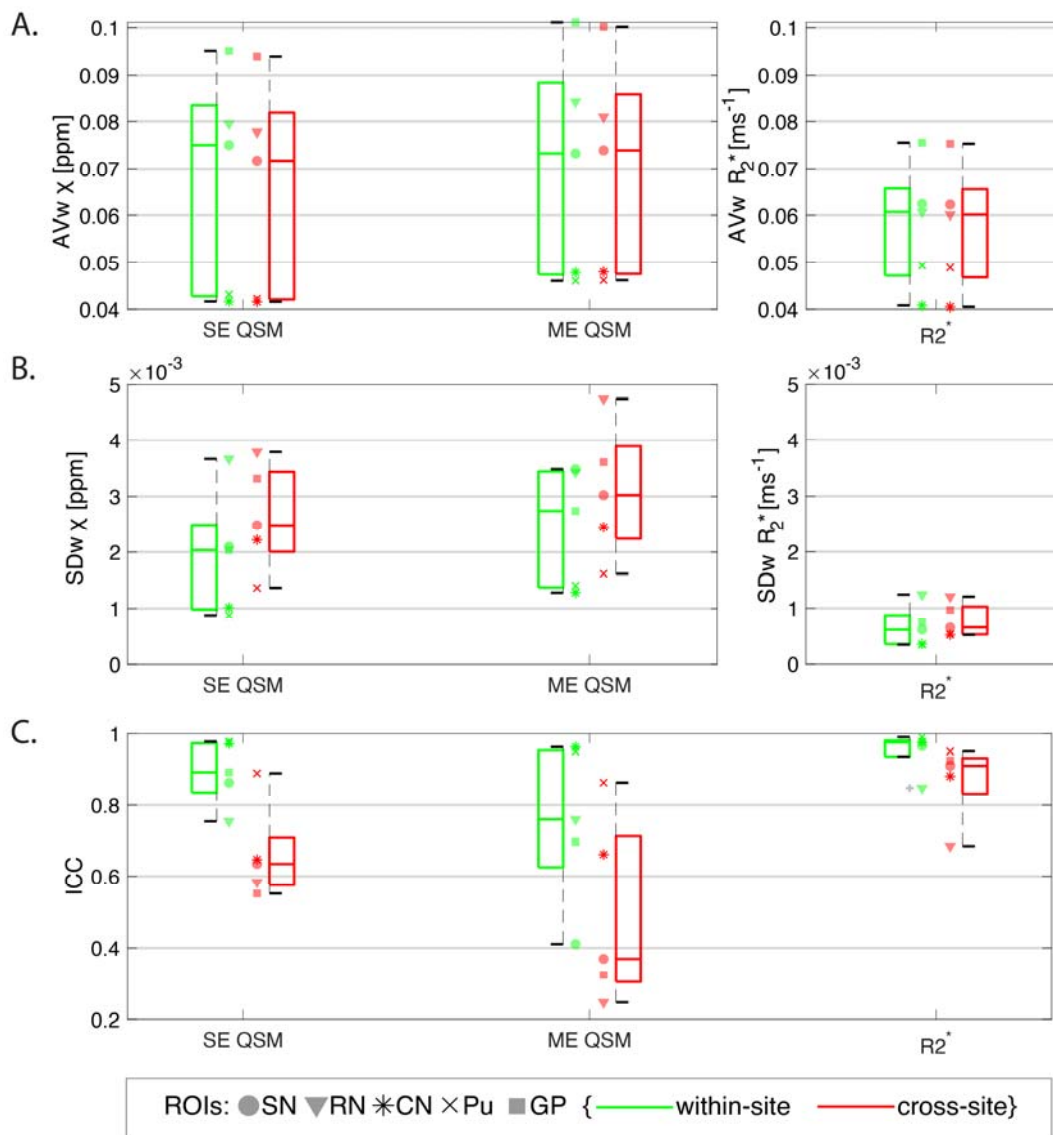 A.
0.1
0.09
0.08
0.07
0.06
0.05
0.04
AVw χ [ppm]
SE QSM
ME QSM
0.1
0.09
0.08
0.07
0.06
0.05
0.04
AVw R₂* [ms⁻¹]
R2*
B.
×10⁻³
5
4
3
2
1
0
SDw χ [ppm]
SE QSM
ME QSM
×10⁻³
5
4
3
2
1
0
SDw R₂* [ms⁻¹]
R2*
C.
1
0.8
0.6
0.4
0.2
ICC
SE QSM
ME QSM
R2*
ROIs: SN RN CN Pu GP { within-site cross-site}